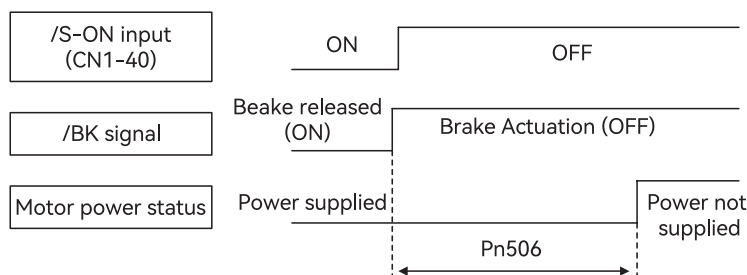 /S-ON input
(CN1-40)
ON
OFF
/BK signal
Beake released
(ON)
Brake Actuation (OFF)
Motor power status
Power supplied
Power not
supplied
Pn506